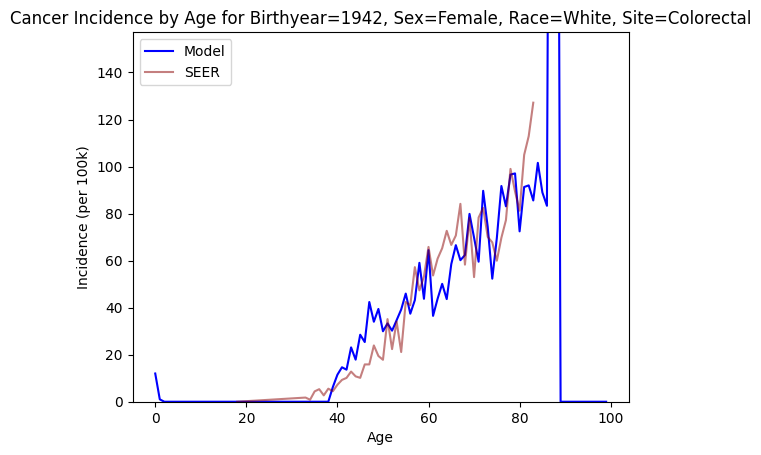 Cancer Incidence by Age for Birthyear=1942, Sex=Female, Race=White, Site=Colorectal
Model
SEER
140
120
100
80
60
40
20
0
Incidence (per 100k)
0 20 40 60 80 100
Age